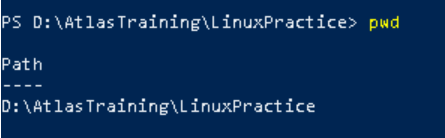 PS D:\AtlasTraining\LinuxPractice> pwd
Path
----
D:\AtlasTraining\LinuxPractice